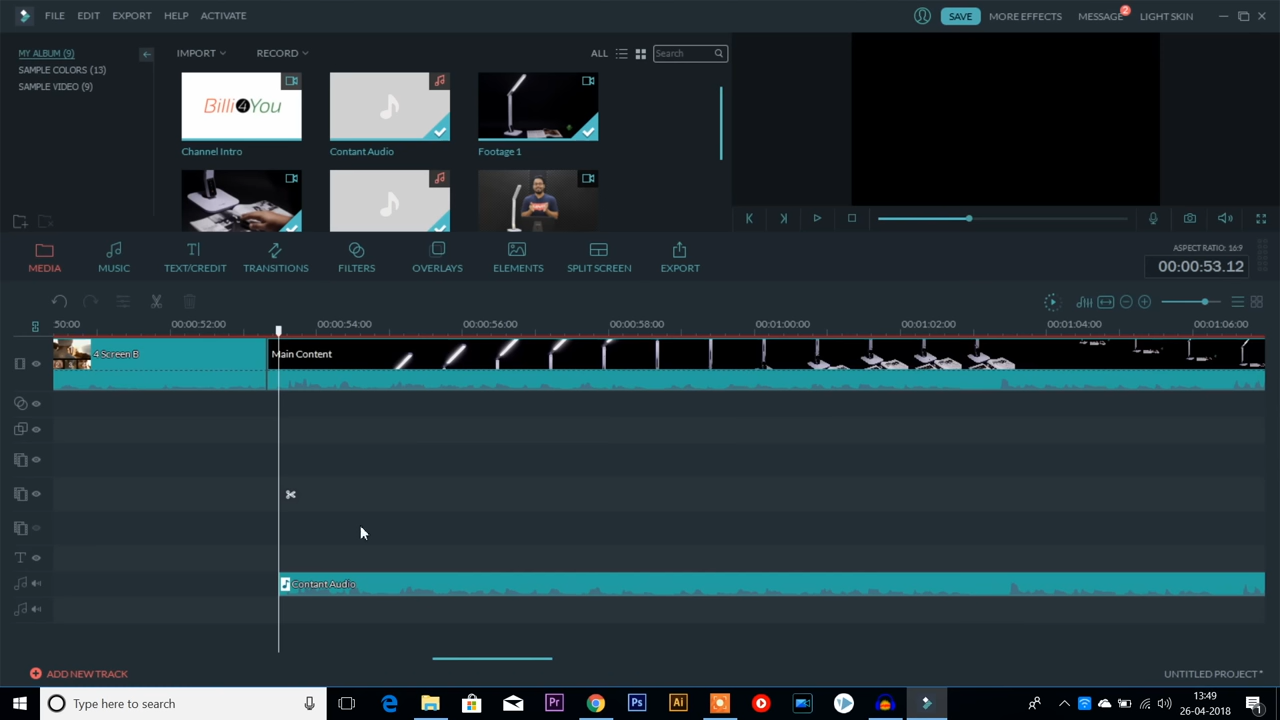 FILE EDIT EXPORT HELP ACTIVATE SAVE MORE EFFECTS MESSAGE 2 LIGHT SKIN
MY ALBUM (9)
SAMPLE COLORS (13)
SAMPLE VIDEO (9)
IMPORT RECORD ALL Search
Billi4You
Channel Intro Contant Audio Footage 1
MEDIA MUSIC TEXT/CREDIT TRANSITIONS FILTERS OVERLAYS ELEMENTS SPLIT SCREEN EXPORT
ASPECT RATIO: 16:9
00:00:53.12
50:00 00:00:52:00 00:00:54:00 00:00:56:00 00:00:58:00 00:01:00:00 00:01:02:00 00:01:04:00 00:01:06:00
4 Screen B Main Content
Contant Audio
ADD NEW TRACK UNTITLED PROJECT *
Type here to search Pr Ps Ai
13:49
26-04-2018
1